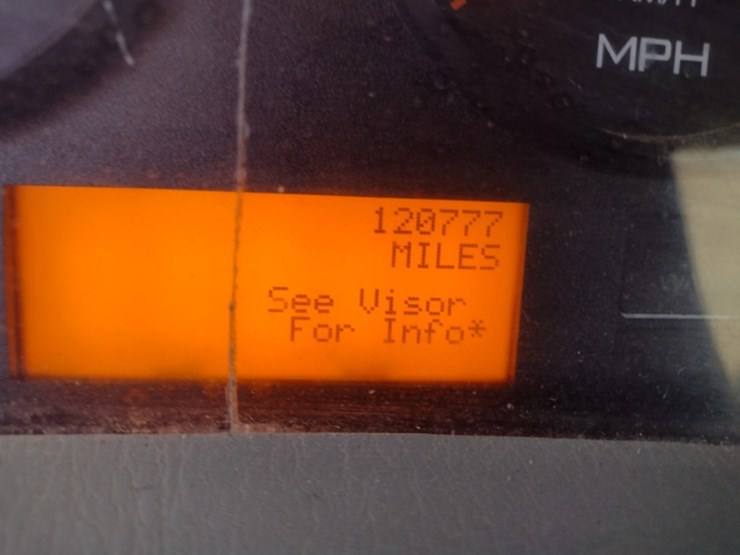 MPH
120777
MILES
See Visor
For Info*